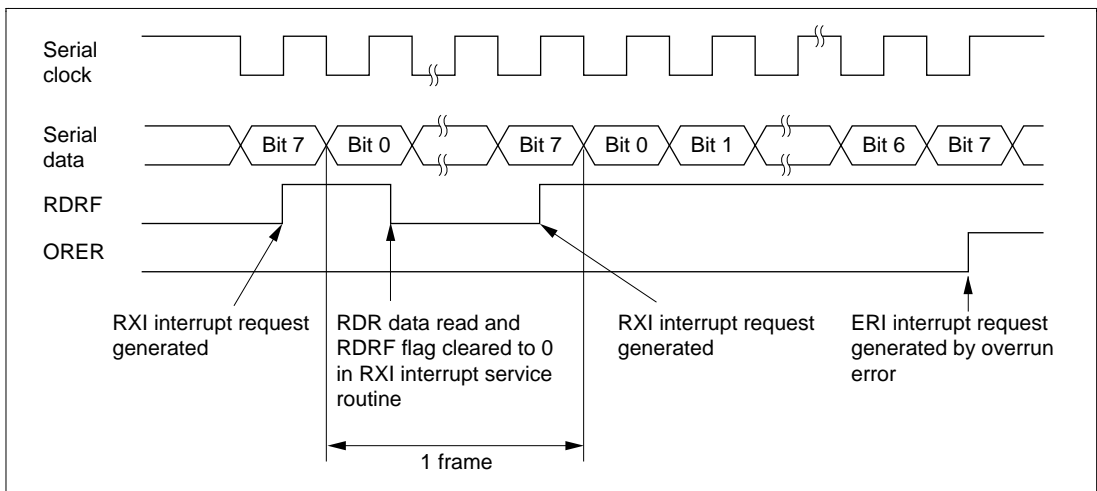 Serial
clock
Serial
data
Bit 7 Bit 0 Bit 7 Bit 0 Bit 1 Bit 6 Bit 7
RDRF
ORER
RXI interrupt request
generated
RDR data read and
RDRF flag cleared to 0
in RXI interrupt service
routine
RXI interrupt request
generated
ERI interrupt request
generated by overrun
error
1 frame